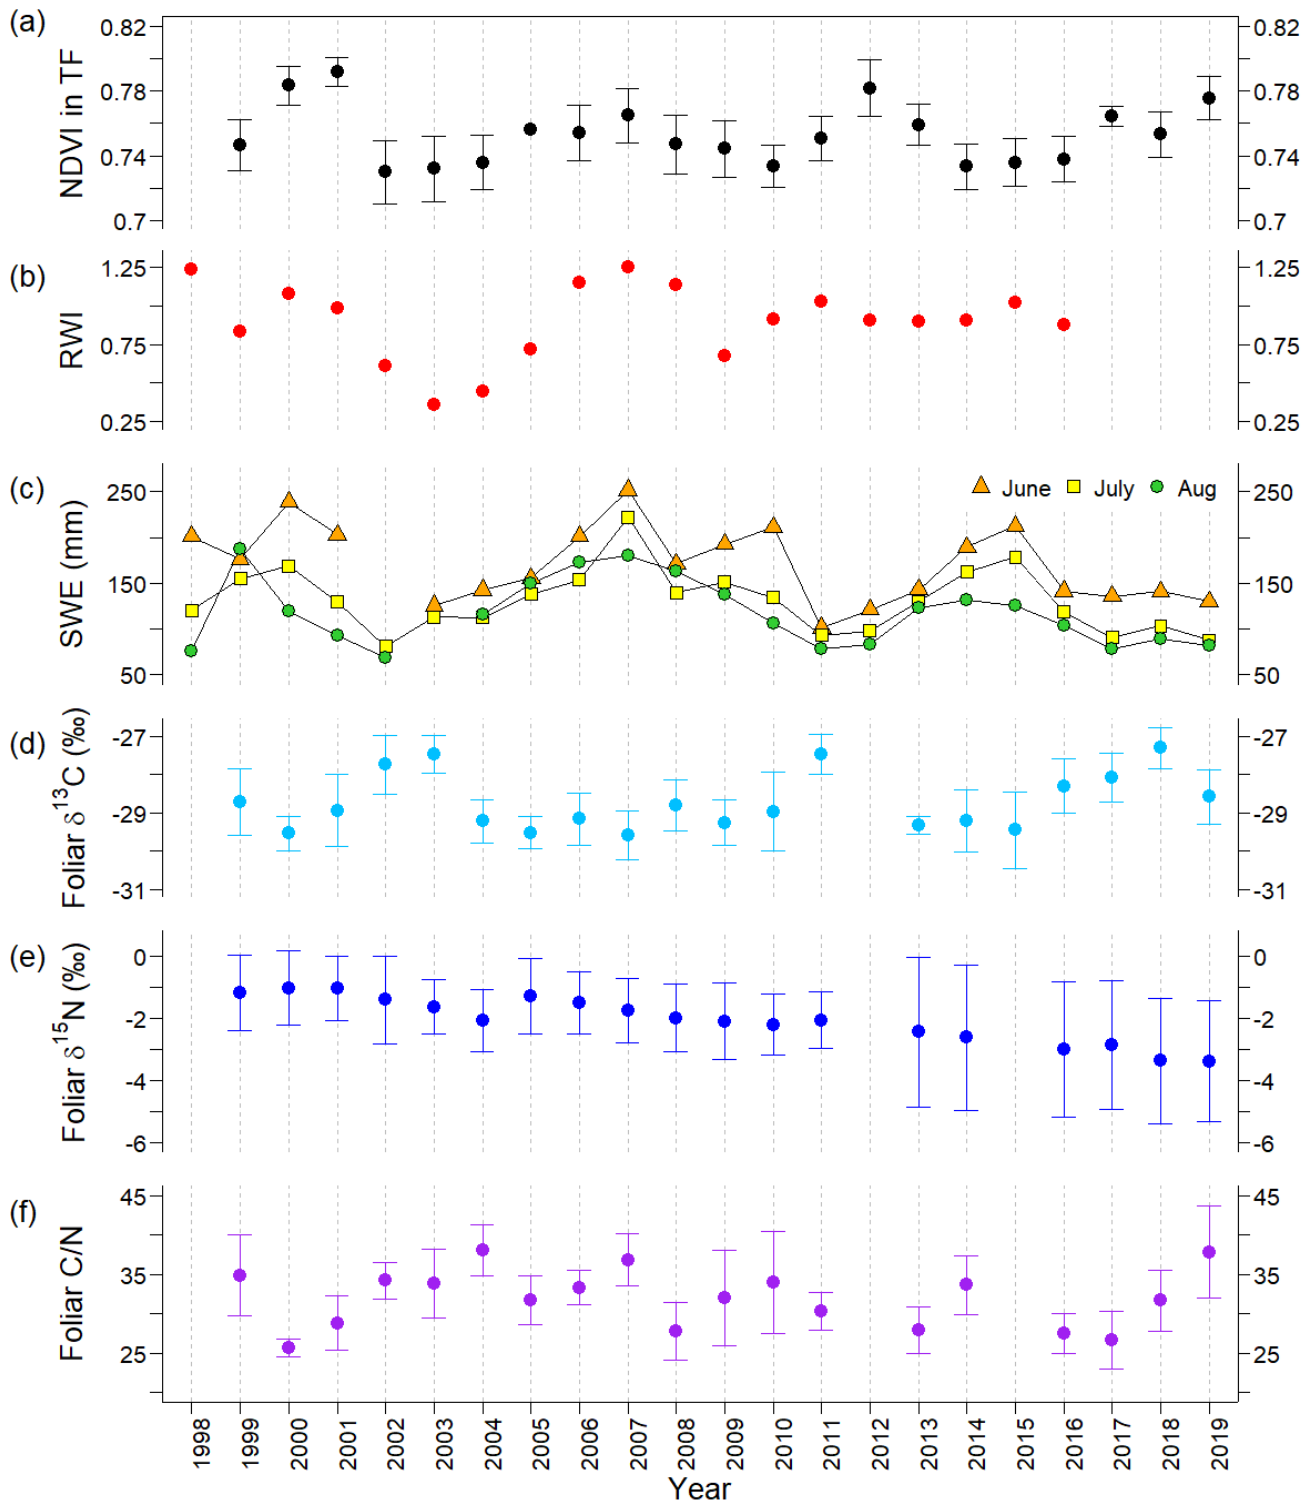 (a)
NDVI in TF
0.82
0.78
0.74
0.7
0.82
0.78
0.74
0.7
(b)
RWI
1.25
0.75
0.25
1.25
0.75
0.25
(c)
SWE (mm)
250
150
50
June July Aug
250
150
50
(d)
Foliar δ¹³C (‰)
-27
-29
-31
-27
-29
-31
(e)
Foliar δ¹⁵N (‰)
0
-2
-4
-6
0
-2
-4
-6
(f)
Foliar C/N
45
35
25
45
35
25
1998 1999 2000 2001 2002 2003 2004 2005 2006 2007 2008 2009 2010 2011 2012 2013 2014 2015 2016 2017 2018 2019
Year